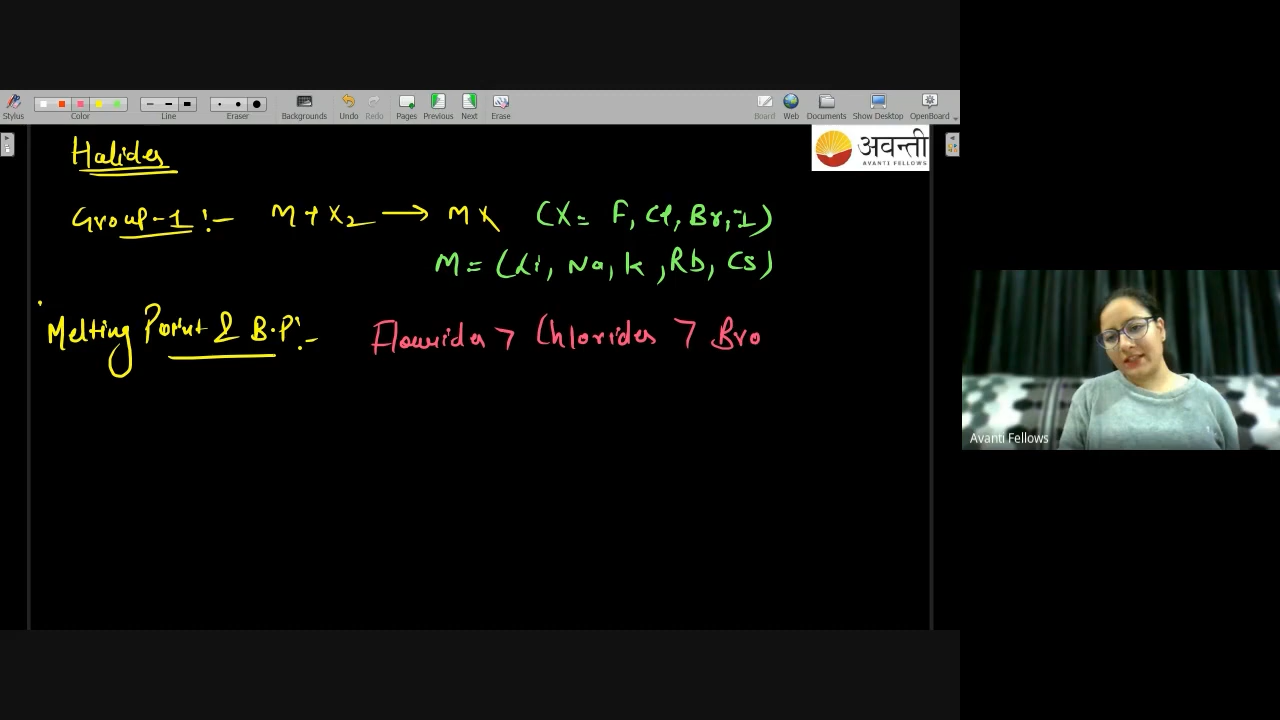 Stylus Color Line Eraser Backgrounds Undo Redo Pages Previous Next Erase Board Web Documents Show Desktop OpenBoard
अवन्ती
AVANTI FELLOWS
Halides
Group-1 :- M + X2 → MX (X = F, Cl, Br, I)
M = (Li, Na, K, Rb, Cs)
Melting Point & B.P :- Flourides > Chlorides > Bro
Avanti Fellows